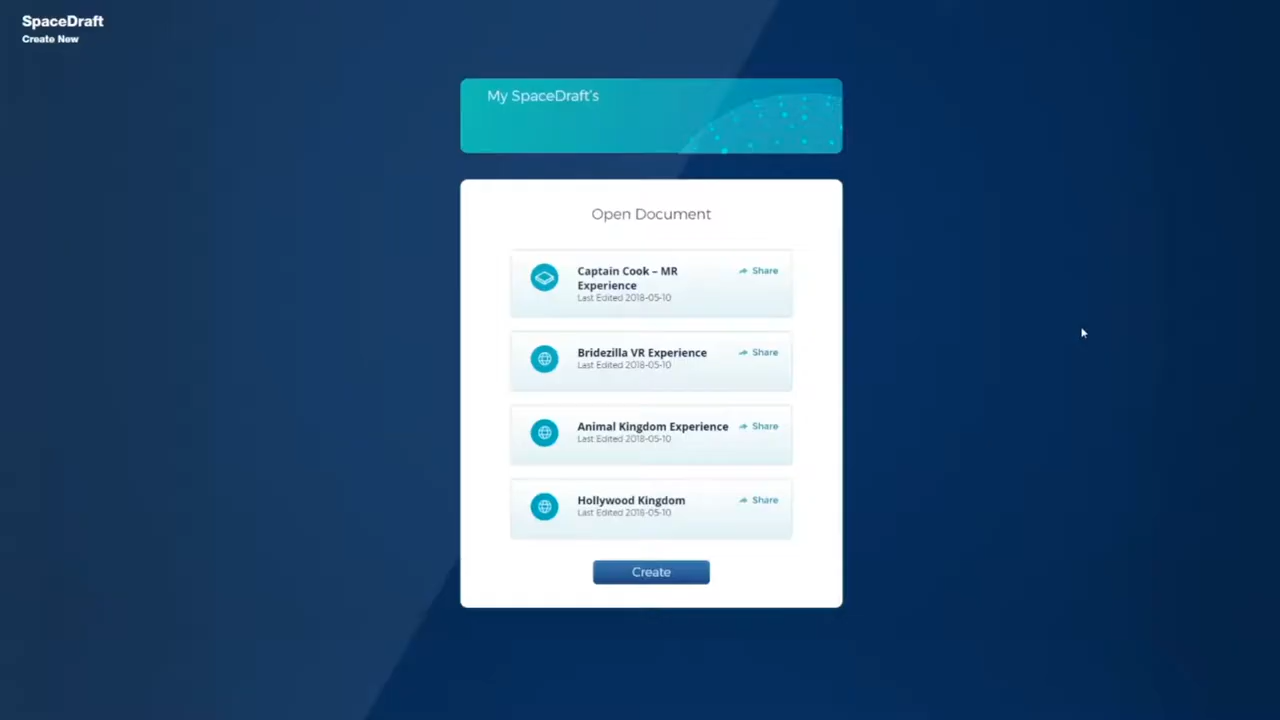 SpaceDraft
Create New
My SpaceDraft's
Open Document
Captain Cook – MR
Experience
Share
Last Edited 2018-05-10
Bridezilla VR Experience
Share
Last Edited 2018-05-10
Animal Kingdom Experience
Share
Last Edited 2018-05-10
Hollywood Kingdom
Share
Last Edited 2018-05-10
Create